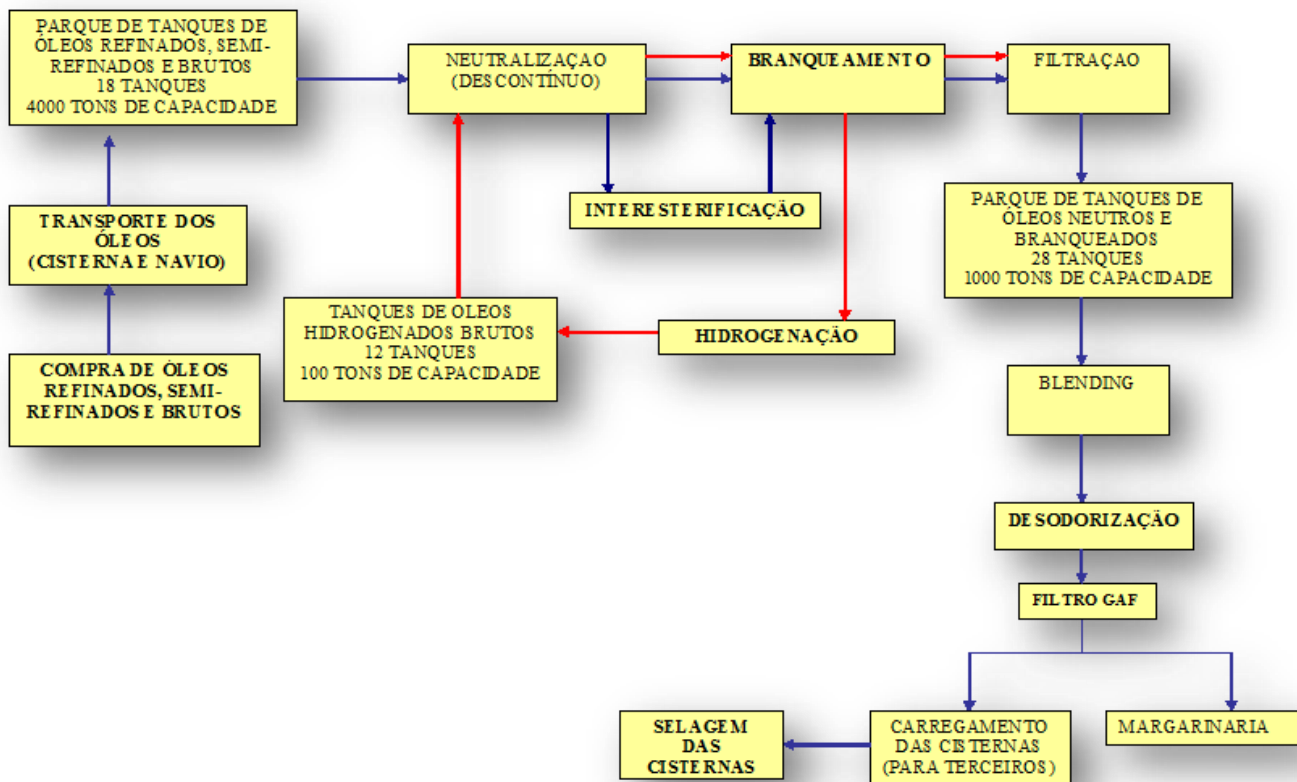 PARQUE DE TANQUES DE
ÓLEOS REFINADOS, SEMI-
REFINADOS E BRUTOS
18 TANQUES
4000 TONS DE CAPACIDADE
NEUTRALIZAÇAO
(DESCONTÍNUO)
BRANQUEAMENTO
FILTRAÇAO
INTERESTERIFICAÇÃO
TRANSPORTE DOS
ÓLEOS
(CISTERNA E NAVIO)
PARQUE DE TANQUES DE
ÓLEOS NEUTROS E
BRANQUEADOS
28 TANQUES
1000 TONS DE CAPACIDADE
TANQUES DE OLEOS
HIDROGENADOS BRUTOS
12 TANQUES
100 TONS DE CAPACIDADE
HIDROGENAÇÃO
COMPRA DE ÓLEOS
REFINADOS, SEMI-
REFINADOS E BRUTOS
BLENDING
DESODORIZAÇÃO
FILTRO GAF
SELAGEM
DAS
CISTERNAS
CARREGAMENTO
DAS CISTERNAS
(PARA TERCEIROS)
MARGARINARIA